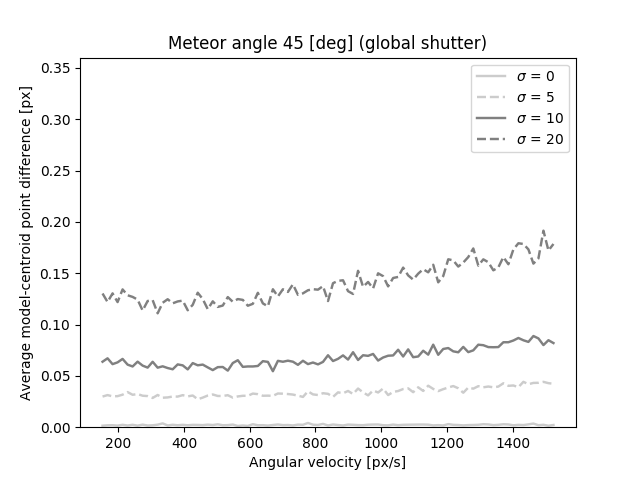 Meteor angle 45 [deg] (global shutter)
Average model-centroid point difference [px]
0.35
0.30
0.25
0.20
0.15
0.10
0.05
0.00
σ = 0
σ = 5
σ = 10
σ = 20
200 400 600 800 1000 1200 1400
Angular velocity [px/s]